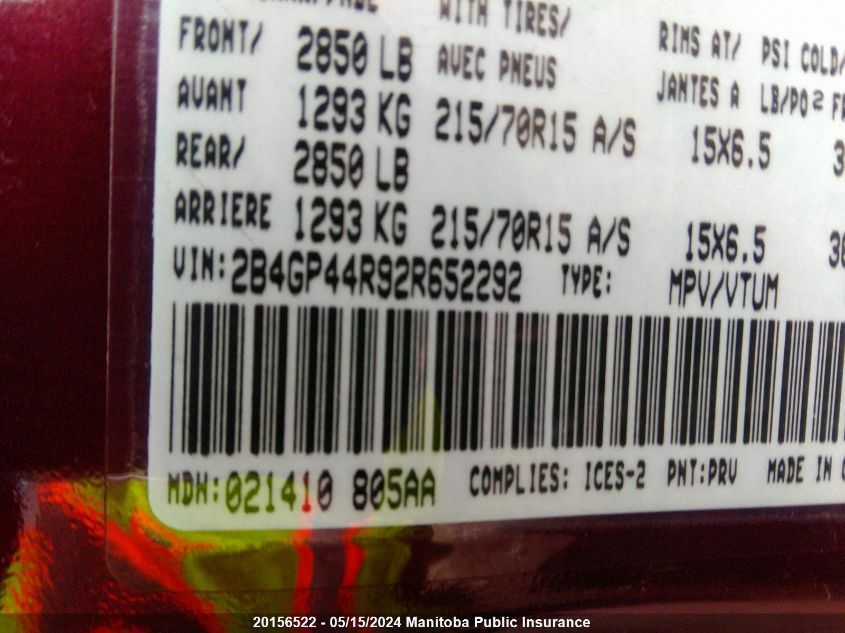 WITH TIRES/ RIMS AT/ PSI COLD/
FRONT/ 2850 LB AVEC PNEUS JANTES A LB/PO²
AVANT 1293 KG 215/70R15 A/S 15X6.5
REAR/ 2850 LB
ARRIERE 1293 KG 215/70R15 A/S 15X6.5
VIN: 2B4GP44R92R652292 TYPE: MPV/VTUM
MDH: 021410 805AA COMPLIES: ICES-2 PNT:PRV MADE IN
20156522 - 05/15/2024 Manitoba Public Insurance